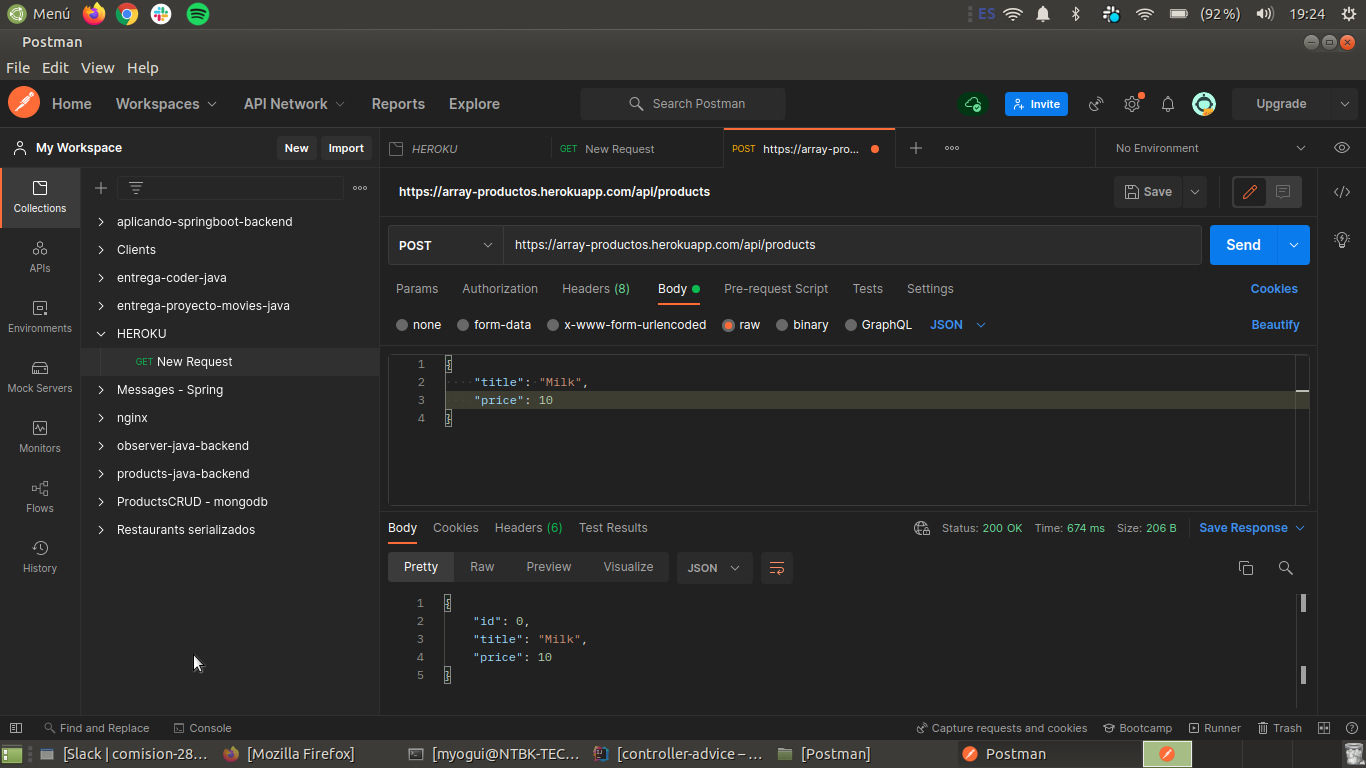 Menú ES (92%) 19:24
Postman
File Edit View Help
Home Workspaces API Network Reports Explore Search Postman Invite Upgrade
My Workspace New Import HEROKU GET New Request POST https://array-pro... No Environment
https://array-productos.herokuapp.com/api/products Save
Collections
APIs
Environments
Mock Servers
Monitors
Flows
History
aplicando-springboot-backend
Clients
entrega-coder-java
entrega-proyecto-movies-java
HEROKU
GET New Request
Messages - Spring
nginx
observer-java-backend
products-java-backend
ProductsCRUD - mongodb
Restaurants serializados
POST https://array-productos.herokuapp.com/api/products Send
Params Authorization Headers (8) Body Pre-request Script Tests Settings Cookies
none form-data x-www-form-urlencoded raw binary GraphQL JSON Beautify
1 {
2 "title": "Milk",
3 "price": 10
4 }
Body Cookies Headers (6) Test Results Status: 200 OK Time: 674 ms Size: 206 B Save Response
Pretty Raw Preview Visualize JSON
1 {
2 "id": 0,
3 "title": "Milk",
4 "price": 10
5 }
Find and Replace Console Capture requests and cookies Bootcamp Runner Trash
[Slack | comision-28... [Mozilla Firefox] [myogui@NTBK-TEC... [controller-advice – ... [Postman] Postman